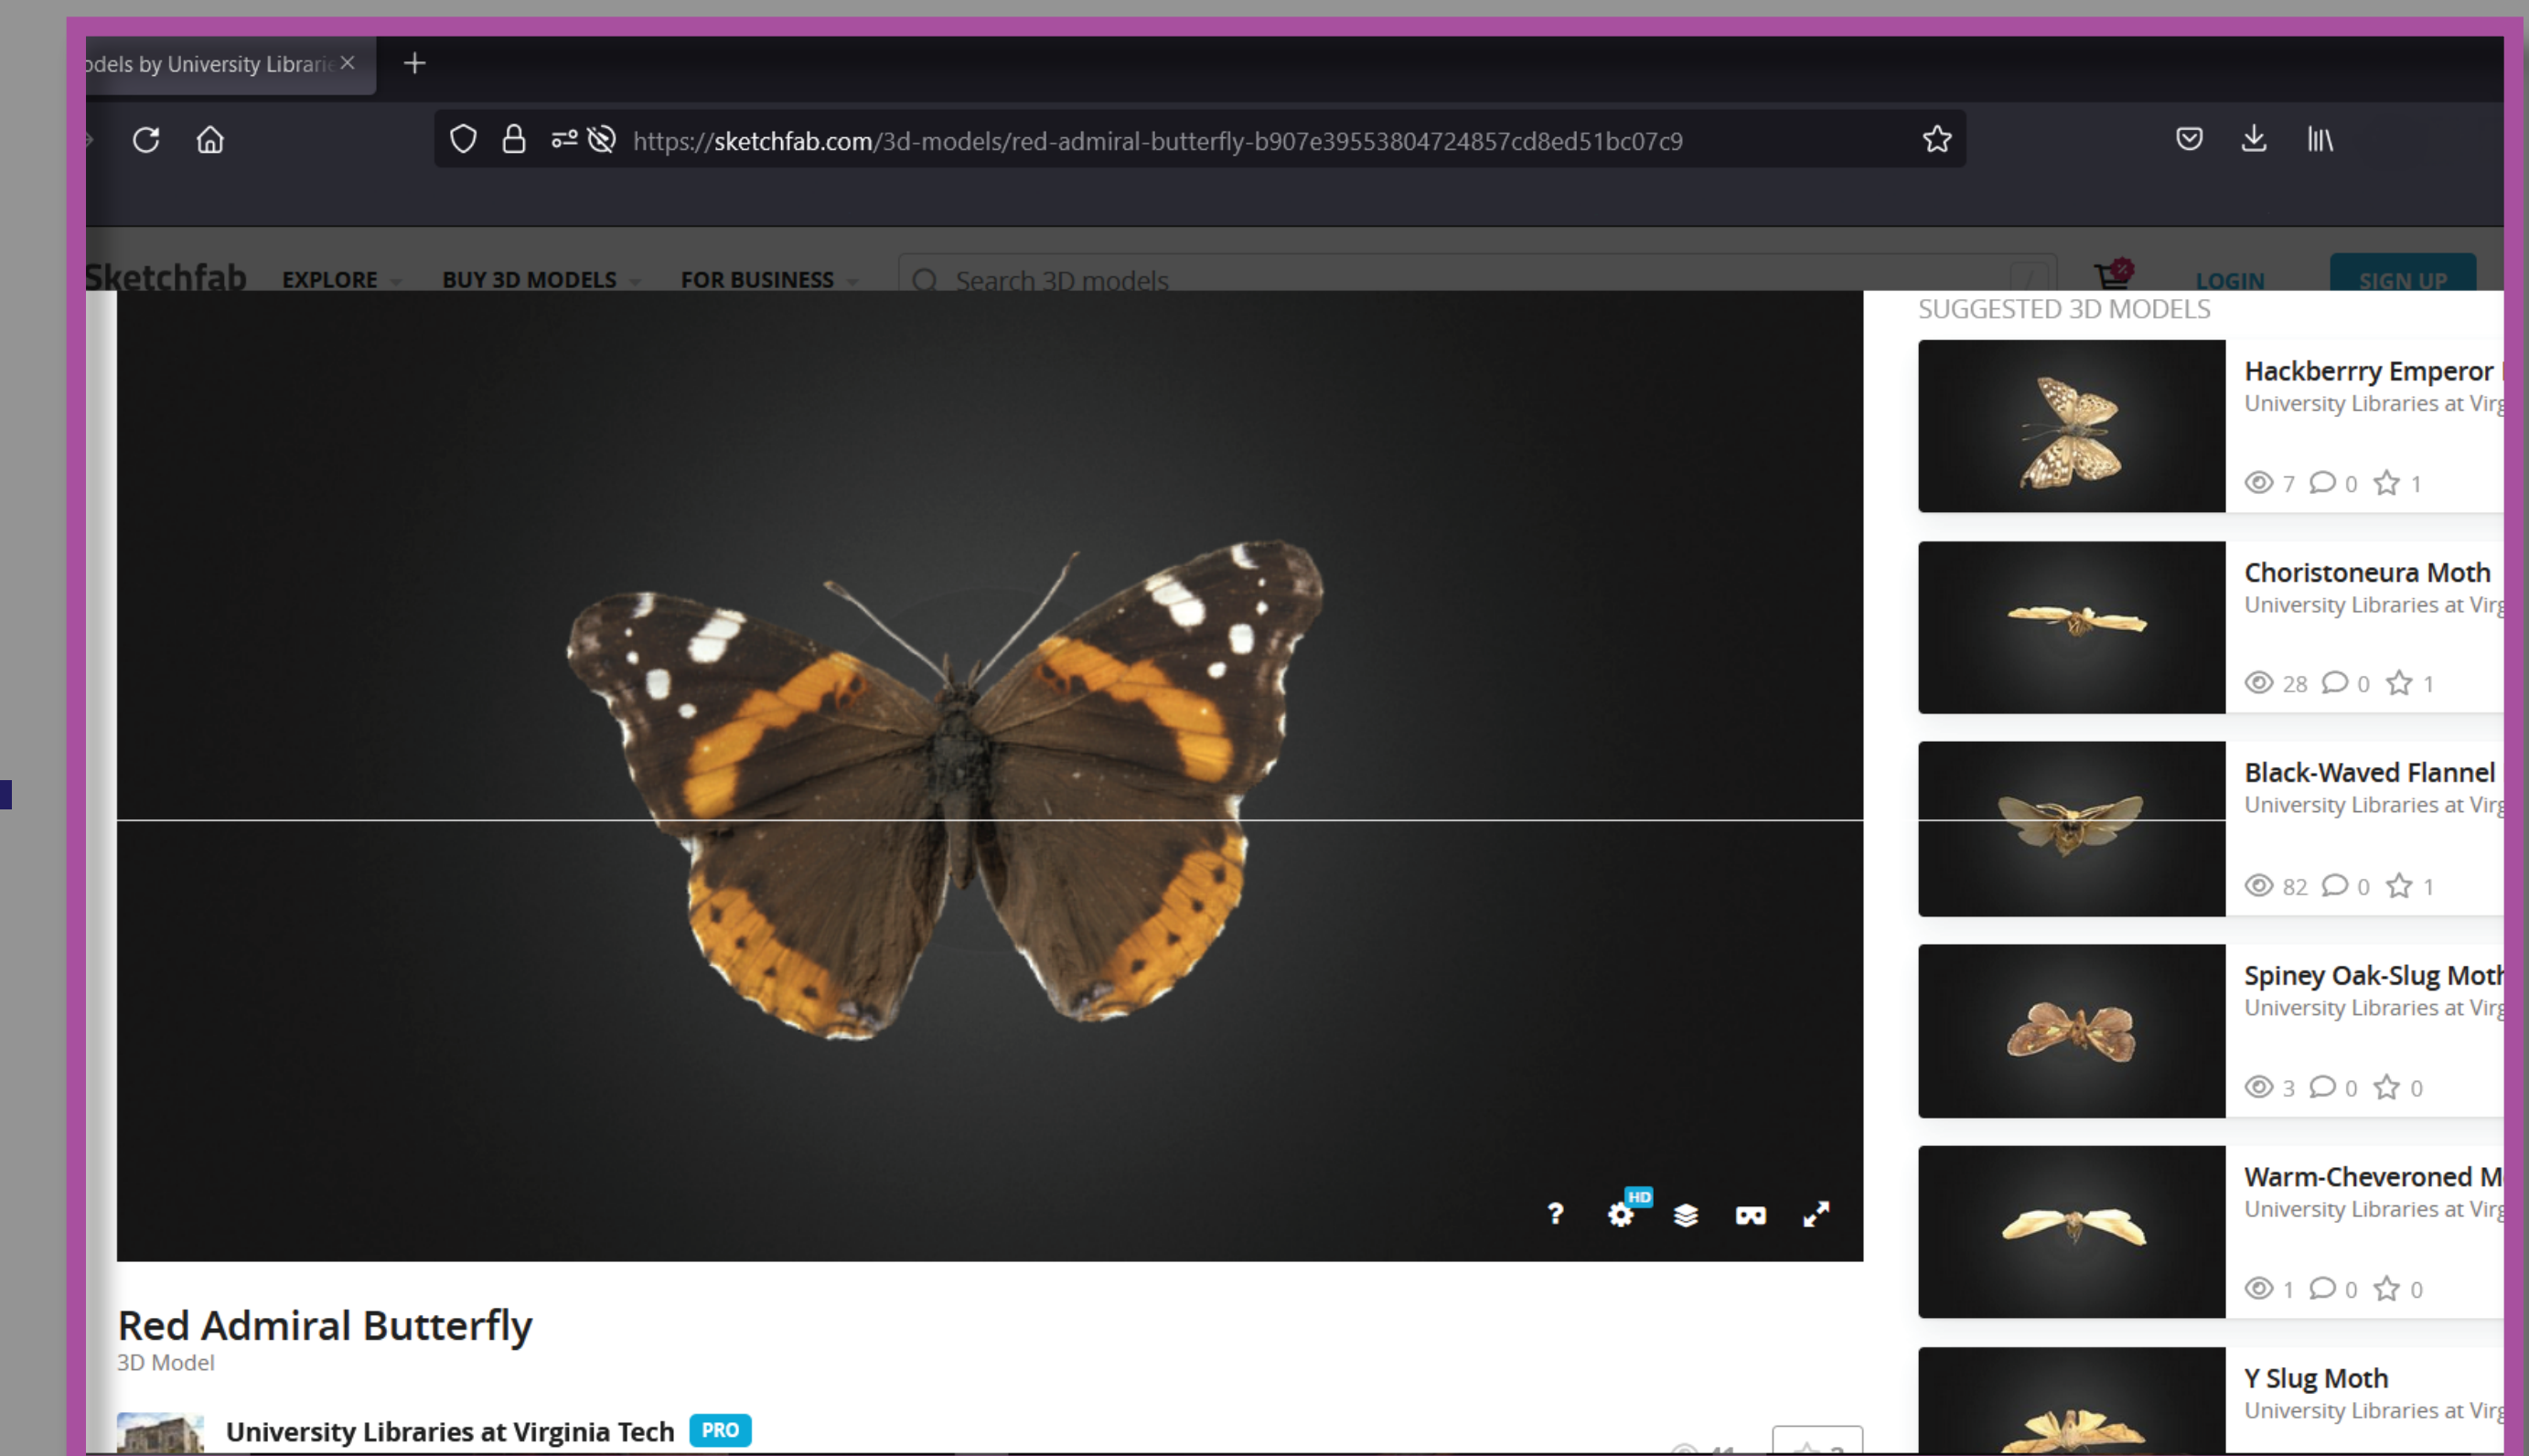 odels by University Librarie
https://sketchfab.com/3d-models/red-admiral-butterfly-b907e39553804724857cd8ed51bc07c9
Sketchfab EXPLORE BUY 3D MODELS FOR BUSINESS Search 3D models / LOGIN SIGN UP
HD
Red Admiral Butterfly
3D Model
University Libraries at Virginia Tech PRO
SUGGESTED 3D MODELS
Hackberrry Emperor
University Libraries at Virg
7 0 1
Choristoneura Moth
University Libraries at Virg
28 0 1
Black-Waved Flannel
University Libraries at Virg
82 0 1
Spiney Oak-Slug Moth
University Libraries at Virg
3 0 0
Warm-Cheveroned M
University Libraries at Virg
1 0 0
Y Slug Moth
University Libraries at Virg